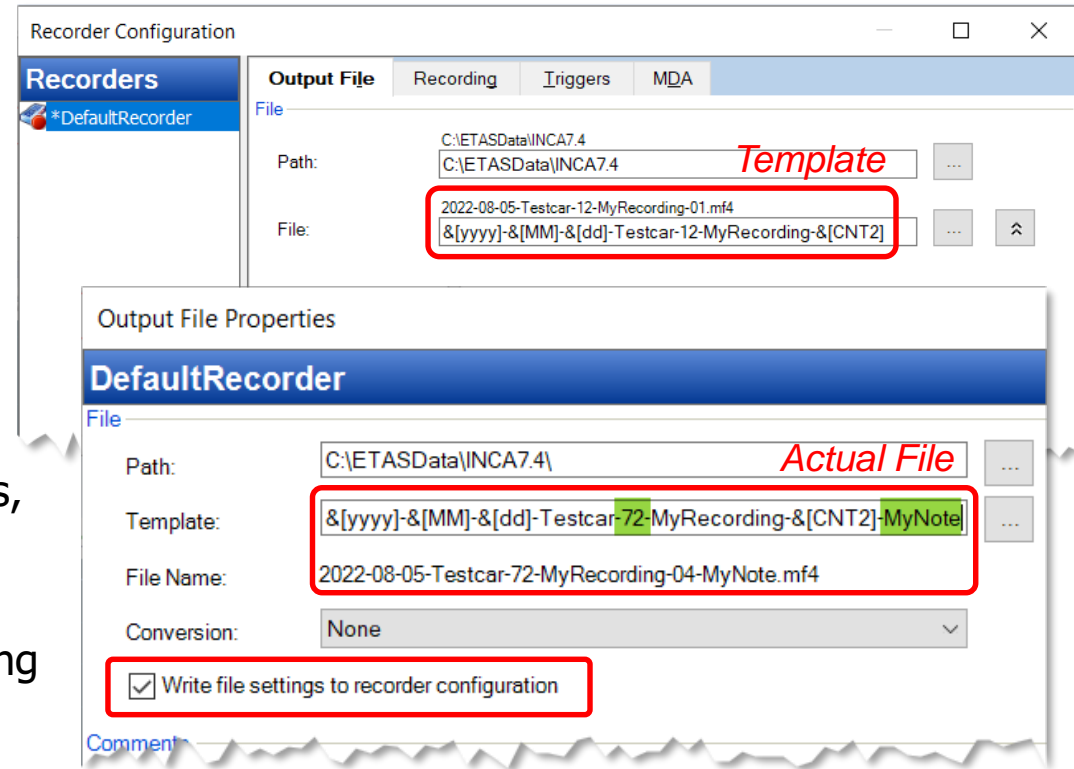 Recorder Configuration
Recorders
*DefaultRecorder
Output File Recording Triggers MDA
File
C:\ETASData\INCA7.4
Path: C:\ETASData\INCA7.4 Template ...
2022-08-05-Testcar-12-MyRecording-01.mf4
File: &[yyyy]-&[MM]-&[dd]-Testcar-12-MyRecording-&[CNT2] ...
Output File Properties
DefaultRecorder
File
Path: C:\ETASData\INCA7.4\ Actual File ...
s,
Template: &[yyyy]-&[MM]-&[dd]-Testcar-72-MyRecording-&[CNT2]-MyNote ...
File Name: 2022-08-05-Testcar-72-MyRecording-04-MyNote.mf4
Conversion: None
ng
Write file settings to recorder configuration
Comment